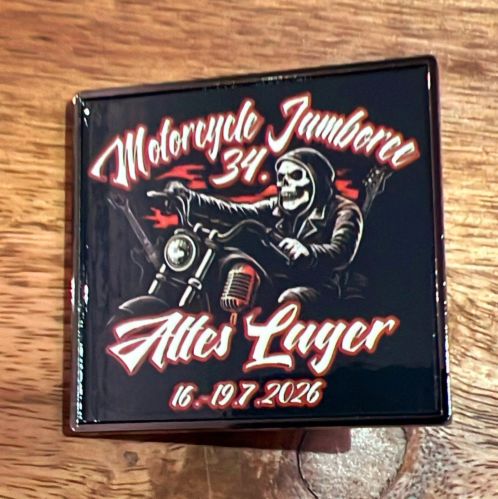 Motorcycle Jamboree
34.
Altes Lager
16.-19.7.2026